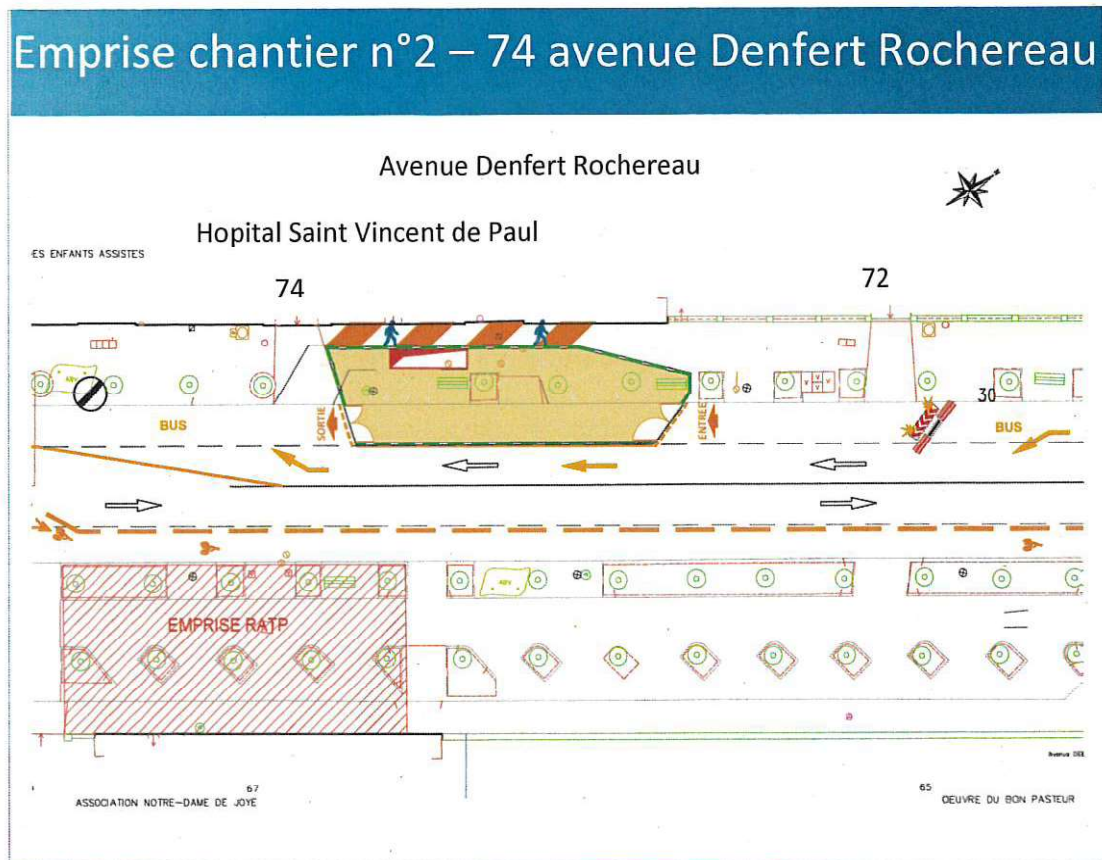 Emprise chantier n°2 – 74 avenue Denfert Rochereau
Avenue Denfert Rochereau
Hopital Saint Vincent de Paul
ES ENFANTS ASSISTES
74
72
30
BUS
SORTIE
ENTREE
BUS
EMPRISE RATP
67
ASSOCIATION NOTRE-DAME DE JOYE
65
OEUVRE DU BON PASTEUR
Avenue